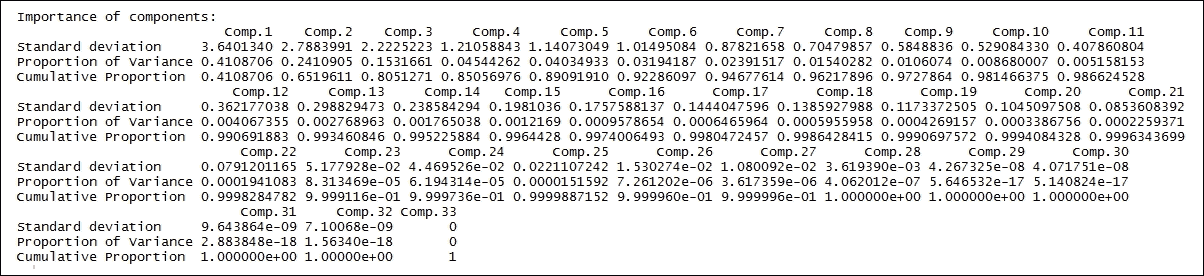 Importance of components:
Comp.1 Comp.2 Comp.3 Comp.4 Comp.5 Comp.6 Comp.7 Comp.8 Comp.9 Comp.10 Comp.11
Standard deviation 3.6401340 2.7883991 2.2225223 1.21058843 1.14073049 1.01495084 0.87821658 0.70479857 0.5848836 0.529084330 0.407860804
Proportion of Variance 0.4108706 0.2410905 0.1531661 0.04544262 0.04034933 0.03194187 0.02391517 0.01540282 0.0106074 0.008680007 0.005158153
Cumulative Proportion 0.4108706 0.6519611 0.8051271 0.85056976 0.89091910 0.92286097 0.94677614 0.96217896 0.9727864 0.981466375 0.986624528
Comp.12 Comp.13 Comp.14 Comp.15 Comp.16 Comp.17 Comp.18 Comp.19 Comp.20 Comp.21
Standard deviation 0.362177038 0.298829473 0.238584294 0.1981036 0.1757588137 0.1444047596 0.1385927988 0.1173372505 0.1045097508 0.0853608392
Proportion of Variance 0.004067355 0.002768963 0.001765038 0.0012169 0.0009578654 0.0006465964 0.0005955958 0.0004269157 0.0003386756 0.0002259371
Cumulative Proportion 0.990691883 0.993460846 0.995225884 0.9964428 0.9974006493 0.9980472457 0.9986428415 0.9990697572 0.9994084328 0.9996343699
Comp.22 Comp.23 Comp.24 Comp.25 Comp.26 Comp.27 Comp.28 Comp.29 Comp.30
Standard deviation 0.0791201165 5.177928e-02 4.469526e-02 0.0221107242 1.530274e-02 1.080092e-02 3.619390e-03 4.267325e-08 4.071751e-08
Proportion of Variance 0.0001941083 8.313469e-05 6.194314e-05 0.0000151592 7.261202e-06 3.617359e-06 4.062012e-07 5.646532e-17 5.140824e-17
Cumulative Proportion 0.9998284782 9.999116e-01 9.999736e-01 0.9999887152 9.999960e-01 9.999996e-01 1.000000e+00 1.000000e+00 1.000000e+00
Comp.31 Comp.32 Comp.33
Standard deviation 9.643864e-09 7.10068e-09 0
Proportion of Variance 2.883848e-18 1.56340e-18 0
Cumulative Proportion 1.000000e+00 1.00000e+00 1